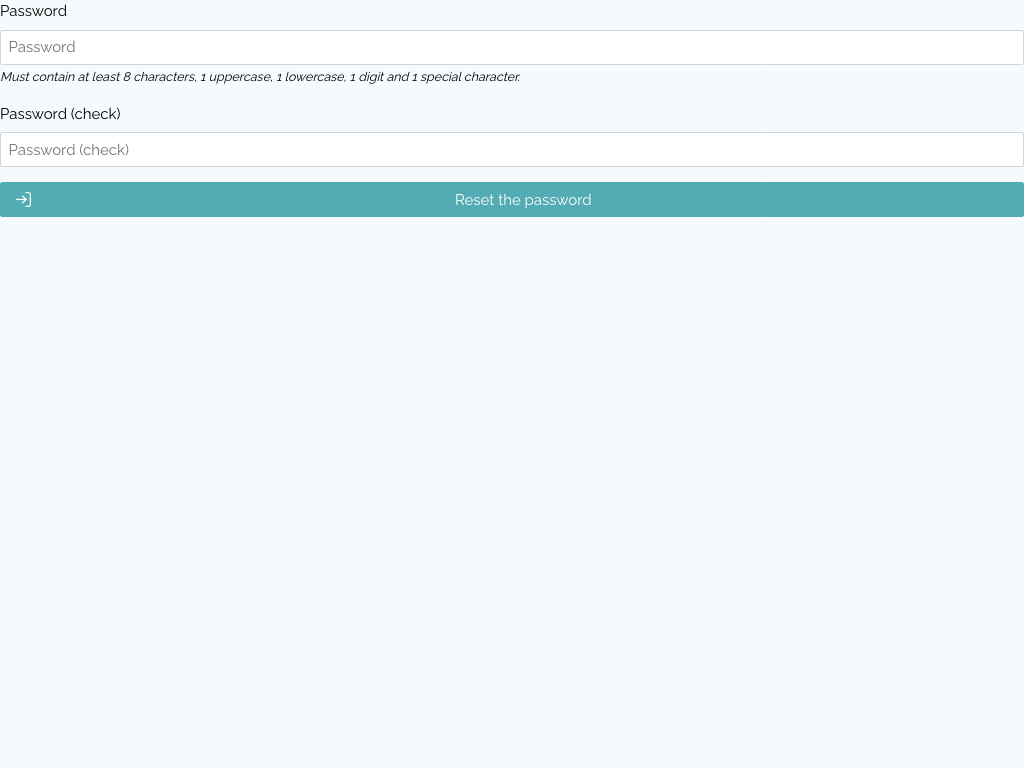 Password
Password
Must contain at least 8 characters, 1 uppercase, 1 lowercase, 1 digit and 1 special character.
Password (check)
Password (check)
Reset the password